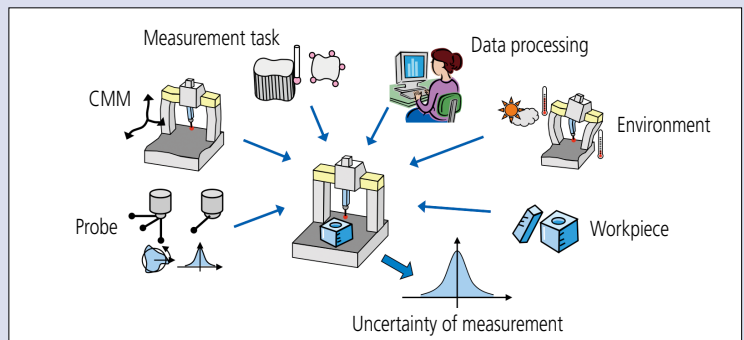 Measurement task
Data processing
CMM
Environment
Probe
Workpiece
Uncertainty of measurement